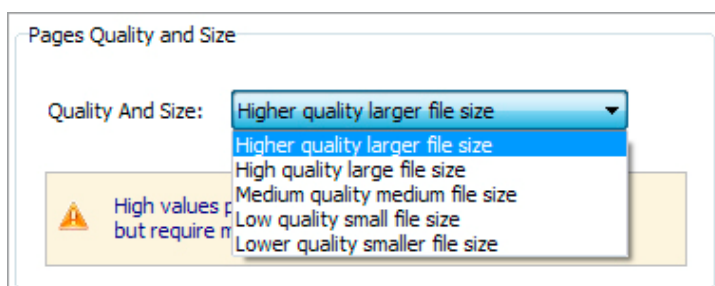 Pages Quality and Size
Quality And Size:
Higher quality larger file size
Higher quality larger file size
High quality large file size
Medium quality medium file size
Low quality small file size
Lower quality smaller file size
High values
but require